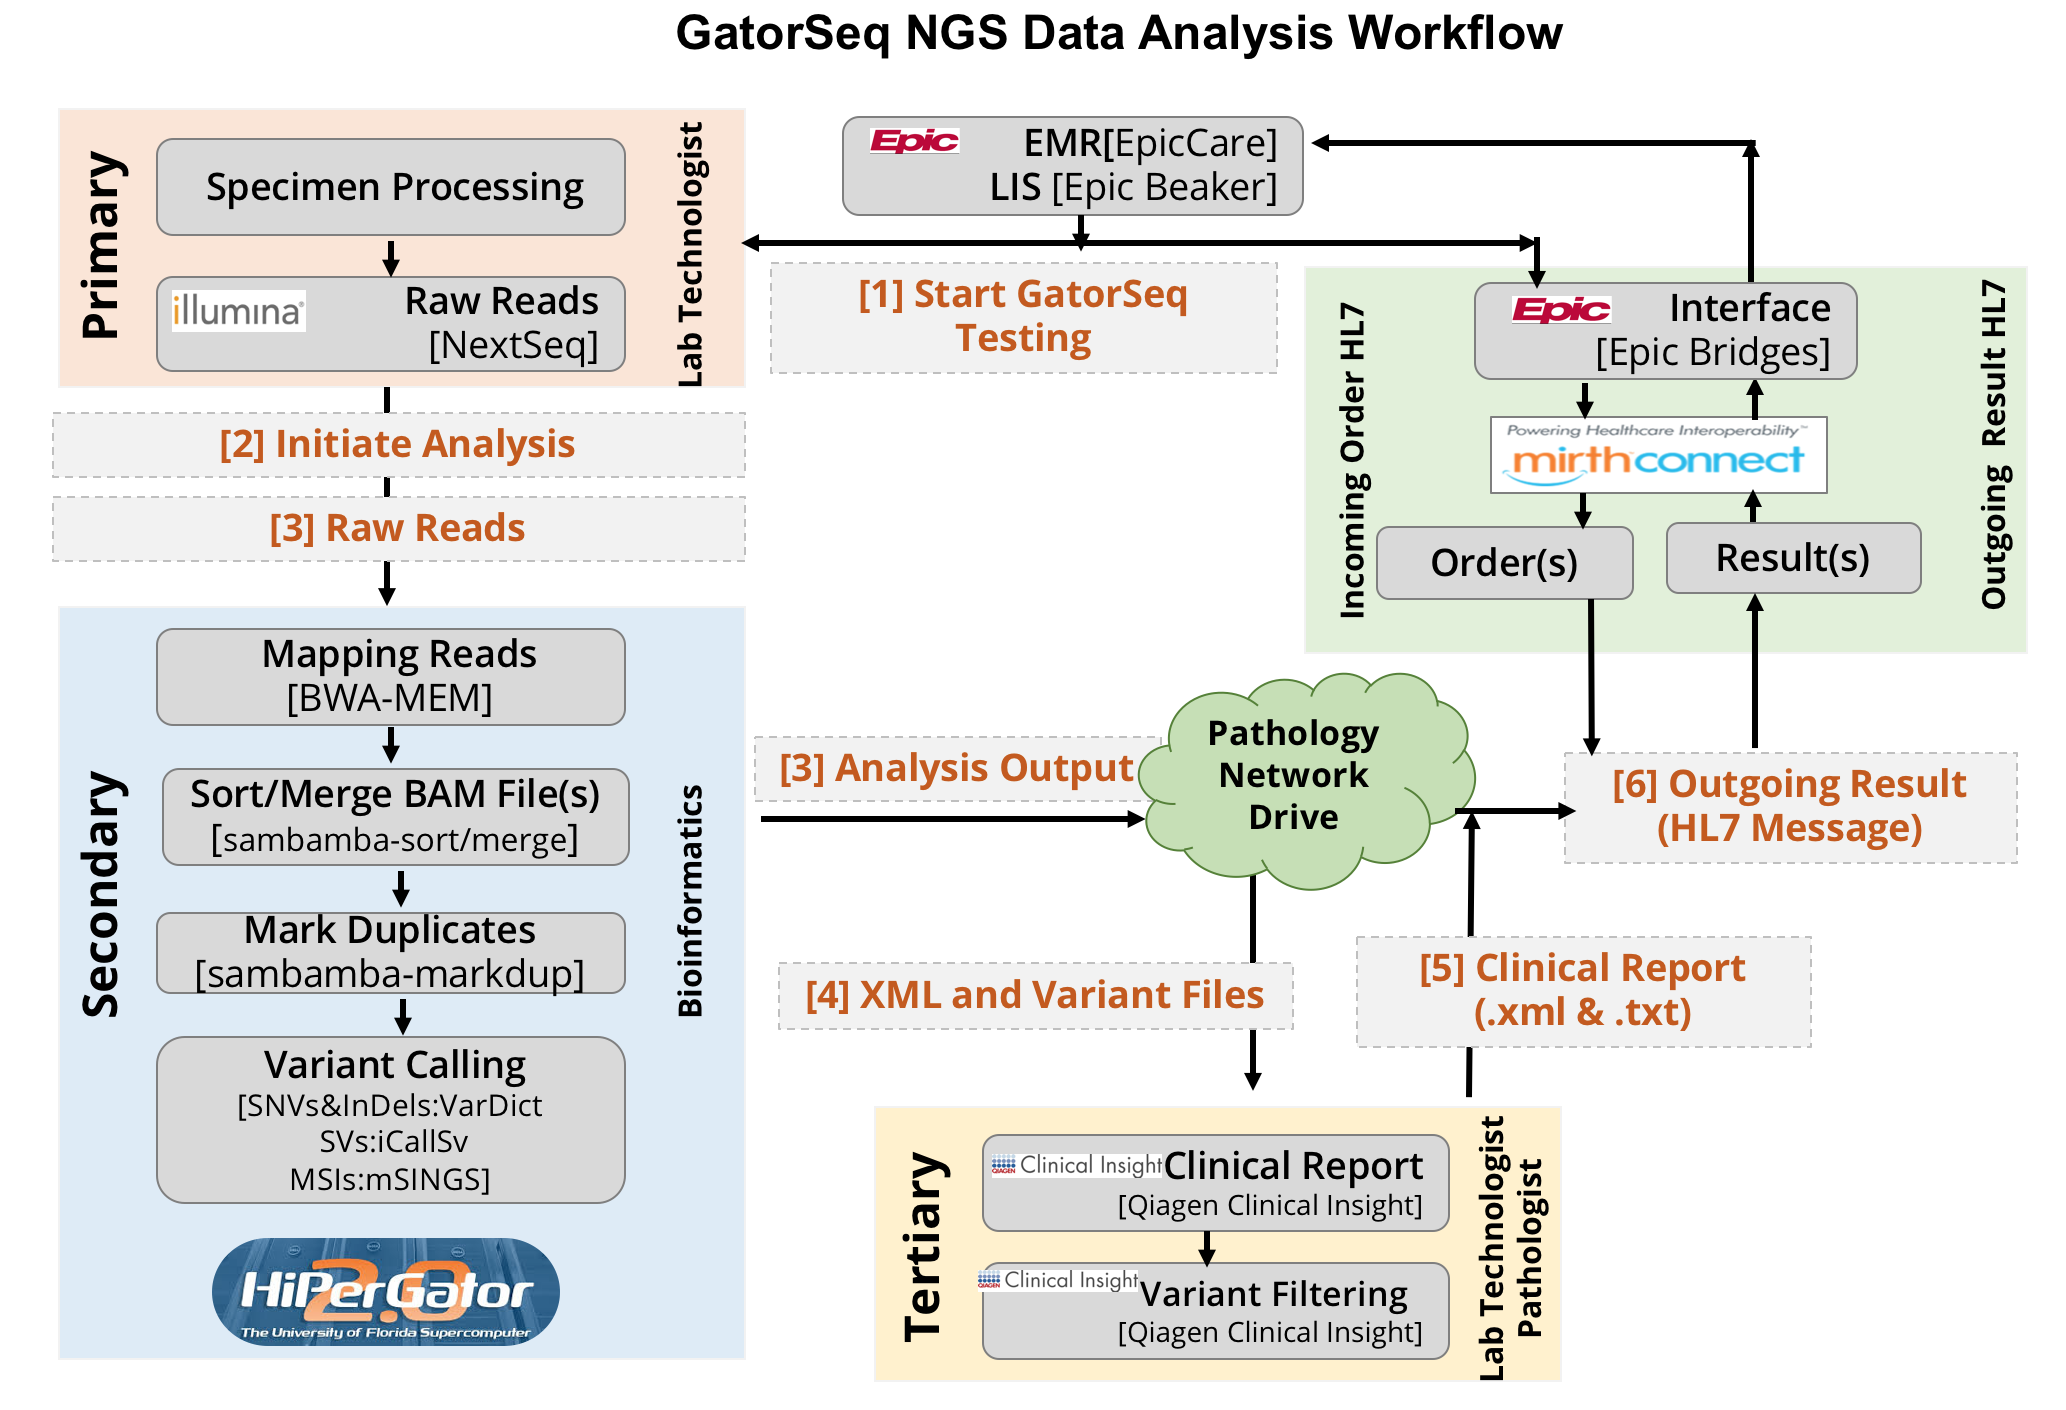 GatorSeq NGS Data Analysis Workflow
Primary
Specimen Processing
illumina®
Raw Reads
[NextSeq]
Lab Technologist
Epic
EMR[EpicCare]
LIS [Epic Beaker]
[1] Start GatorSeq
Testing
Incoming Order HL7
Epic
Interface
[Epic Bridges]
Powering Healthcare Interoperability™
mirth connect
Order(s)
Result(s)
Outgoing Result HL7
[2] Initiate Analysis
[3] Raw Reads
Secondary
Mapping Reads
[BWA-MEM]
Sort/Merge BAM File(s)
[sambamba-sort/merge]
Mark Duplicates
[sambamba-markdup]
Variant Calling
[SNVs&InDels:VarDict
SVs:iCallSv
MSIs:mSINGS]
HiPerGator
2.0
The University of Florida Supercomputer
Bioinformatics
[3] Analysis Output
Pathology
Network
Drive
[6] Outgoing Result
(HL7 Message)
[4] XML and Variant Files
[5] Clinical Report
(.xml & .txt)
Tertiary
QIAGEN Clinical Insight
Clinical Report
[Qiagen Clinical Insight]
QIAGEN Clinical Insight
Variant Filtering
[Qiagen Clinical Insight]
Lab Technologist
Pathologist